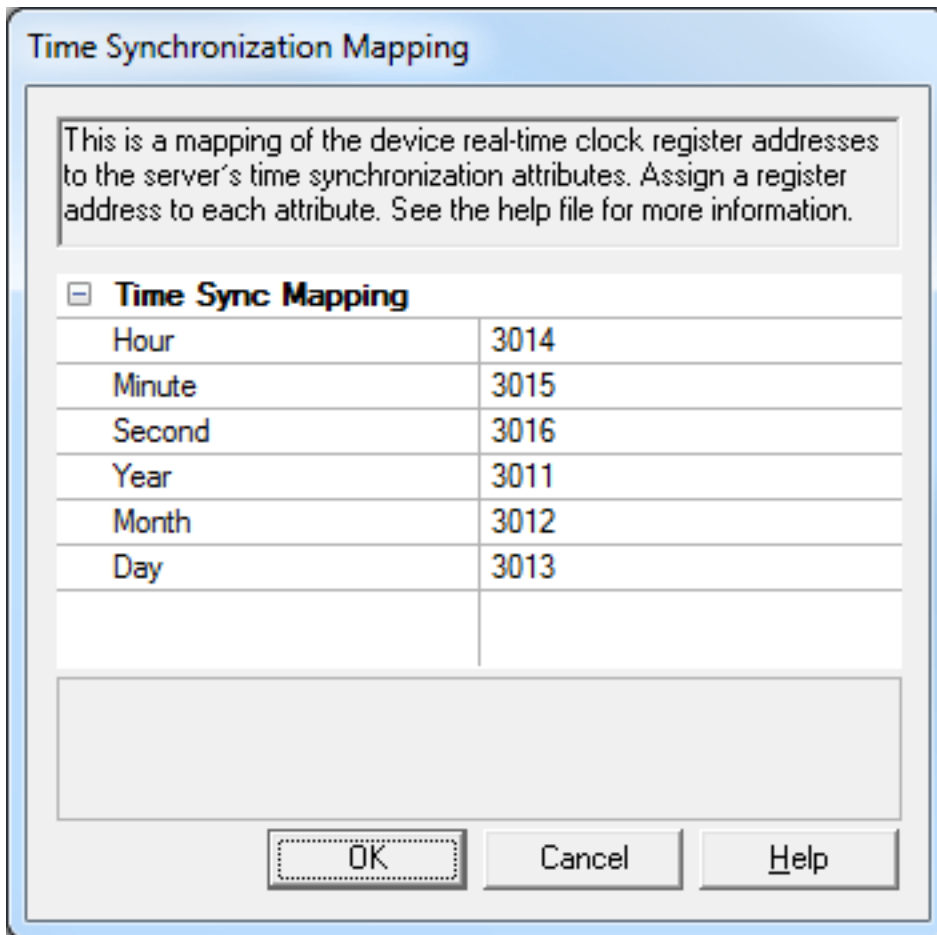 Time Synchronization Mapping
This is a mapping of the device real-time clock register addresses
to the server's time synchronization attributes. Assign a register
address to each attribute. See the help file for more information.
Time Sync Mapping
Hour 3014
Minute 3015
Second 3016
Year 3011
Month 3012
Day 3013
OK Cancel Help